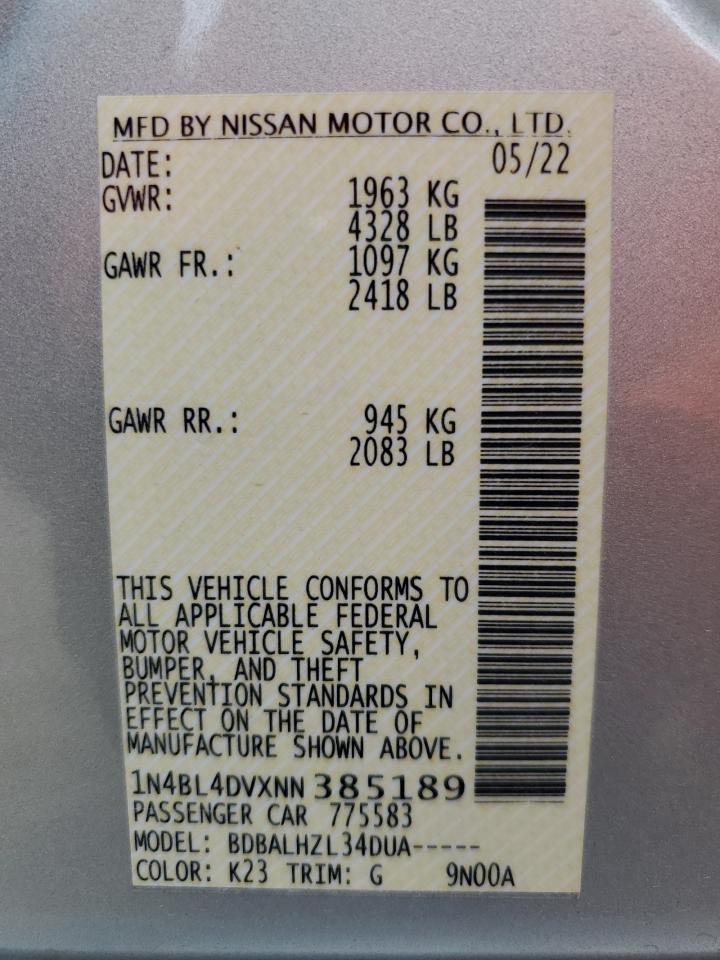 MFD BY NISSAN MOTOR CO., LTD.
DATE: 05/22
GVWR: 1963 KG
4328 LB
GAWR FR.: 1097 KG
2418 LB
GAWR RR.: 945 KG
2083 LB
THIS VEHICLE CONFORMS TO
ALL APPLICABLE FEDERAL
MOTOR VEHICLE SAFETY,
BUMPER, AND THEFT
PREVENTION STANDARDS IN
EFFECT ON THE DATE OF
MANUFACTURE SHOWN ABOVE.
1N4BL4DVXNN385189
PASSENGER CAR 775583
MODEL: BDBALHZL34DUA-----
COLOR: K23 TRIM: G 9N00A